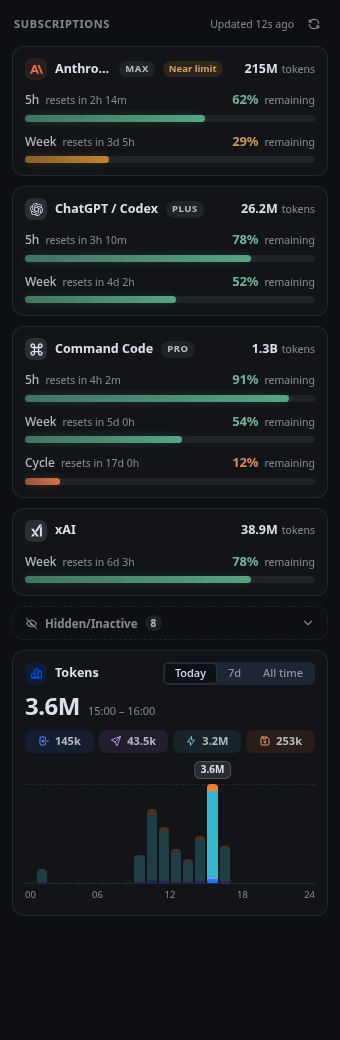 SUBSCRIPTIONS Updated 12s ago
Anthro... MAX Near limit 215M tokens
5h resets in 2h 14m 62% remaining
Week resets in 3d 5h 29% remaining
ChatGPT / Codex PLUS 26.2M tokens
5h resets in 3h 10m 78% remaining
Week resets in 4d 2h 52% remaining
Command Code PRO 1.3B tokens
5h resets in 4h 2m 91% remaining
Week resets in 5d 0h 54% remaining
Cycle resets in 17d 0h 12% remaining
xAI 38.9M tokens
Week resets in 6d 3h 78% remaining
Hidden/Inactive 8
Tokens Today 7d All time
3.6M 15:00 – 16:00
145k 43.5k 3.2M 253k
3.6M
00 06 12 18 24